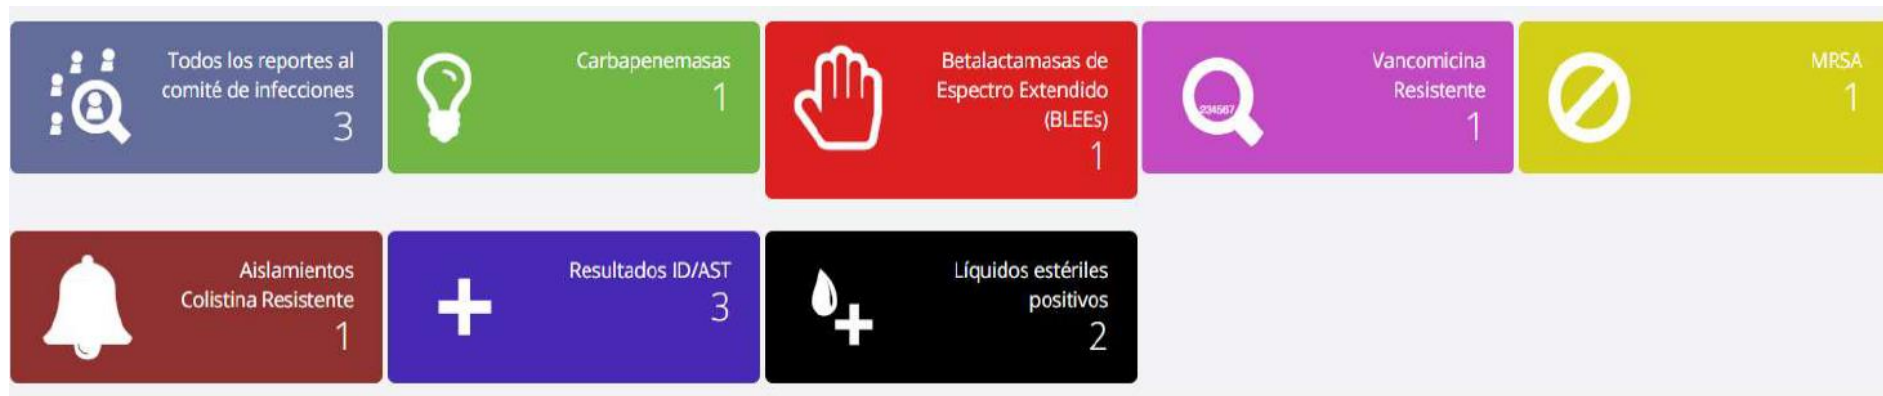 Todos los reportes al
comité de infecciones
3
Carbapenemasas
1
Betalactamasas de
Espectro Extendido
(BLEEs)
1
234567
Vancomicina
Resistente
1
MRSA
1
Aislamientos
Colistina Resistente
1
Resultados ID/AST
3
Líquidos estériles
positivos
2